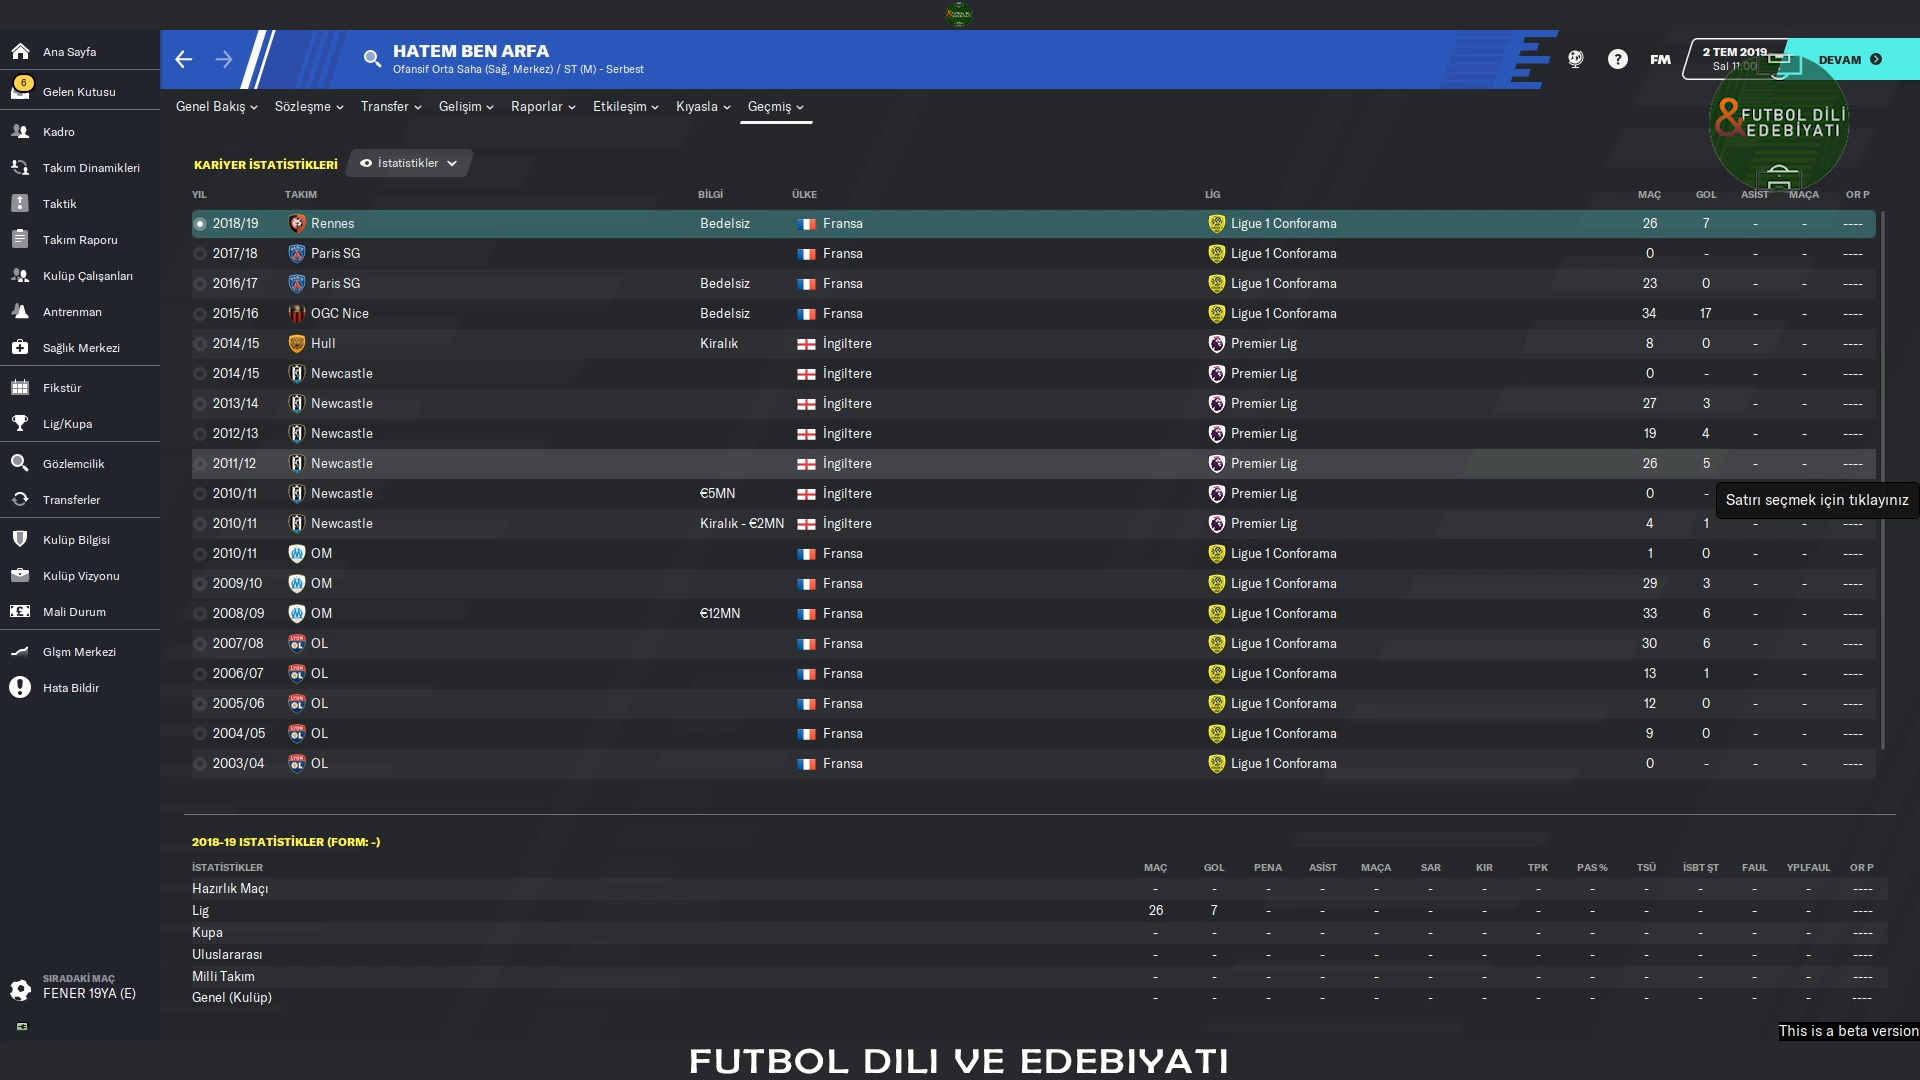 Ana Sayfa
6
Gelen Kutusu
Kadro
Takım Dinamikleri
Taktik
Takım Raporu
Kulüp Çalışanları
Antrenman
Sağlık Merkezi
Fikstür
Lig/Kupa
Gözlemcilik
Transferler
Kulüp Bilgisi
Kulüp Vizyonu
Mali Durum
Glşm Merkezi
Hata Bildir
SIRADAKİ MAÇ
FENER 19YA (E)
HATEM BEN ARFA
Ofansif Orta Saha (Sağ, Merkez) / ST (M) - Serbest
? FM
2 TEM 2019
Sal 11:00
DEVAM
& FUTBOL DİLİ
EDEBİYATI
Genel Bakış Sözleşme Transfer Gelişim Raporlar Etkileşim Kıyasla Geçmiş
KARİYER İSTATİSTİKLERİ İstatistikler
YIL TAKIM BİLGİ ÜLKE LİG MAÇ GOL ASİST MAÇA OR P
2018/19 Rennes Bedelsiz Fransa Ligue 1 Conforama 26 7 - - ----
2017/18 Paris SG Fransa Ligue 1 Conforama 0 - - - ----
2016/17 Paris SG Bedelsiz Fransa Ligue 1 Conforama 23 0 - - ----
2015/16 OGC Nice Bedelsiz Fransa Ligue 1 Conforama 34 17 - - ----
2014/15 Hull Kiralık İngiltere Premier Lig 8 0 - - ----
2014/15 Newcastle İngiltere Premier Lig 0 - - - ----
2013/14 Newcastle İngiltere Premier Lig 27 3 - - ----
2012/13 Newcastle İngiltere Premier Lig 19 4 - - ----
2011/12 Newcastle İngiltere Premier Lig 26 5 - - ----
2010/11 Newcastle €5MN İngiltere Premier Lig 0 -
Satırı seçmek için tıklayınız
2010/11 Newcastle Kiralık - €2MN İngiltere Premier Lig 4 1 - - ----
2010/11 OM Fransa Ligue 1 Conforama 1 0 - - ----
2009/10 OM Fransa Ligue 1 Conforama 29 3 - - ----
2008/09 OM €12MN Fransa Ligue 1 Conforama 33 6 - - ----
2007/08 OL Fransa Ligue 1 Conforama 30 6 - - ----
2006/07 OL Fransa Ligue 1 Conforama 13 1 - - ----
2005/06 OL Fransa Ligue 1 Conforama 12 0 - - ----
2004/05 OL Fransa Ligue 1 Conforama 9 0 - - ----
2003/04 OL Fransa Ligue 1 Conforama 0 - - - ----
2018-19 ISTATİSTİKLER (FORM: -)
İSTATİSTİKLER MAÇ GOL PENA ASİST MAÇA SAR KIR TPK PAS % TSÜ İSBT ŞT FAUL YPLFAUL OR P
Hazırlık Maçı - - - - - - - - - - - - - ----
Lig 26 7 - - - - - - - - - - - ----
Kupa - - - - - - - - - - - - - ----
Uluslararası - - - - - - - - - - - - - ----
Milli Takım - - - - - - - - - - - - - ----
Genel (Kulüp) - - - - - - - - - - - - - ----
This is a beta version
FUTBOL DILI VE EDEBIYATI